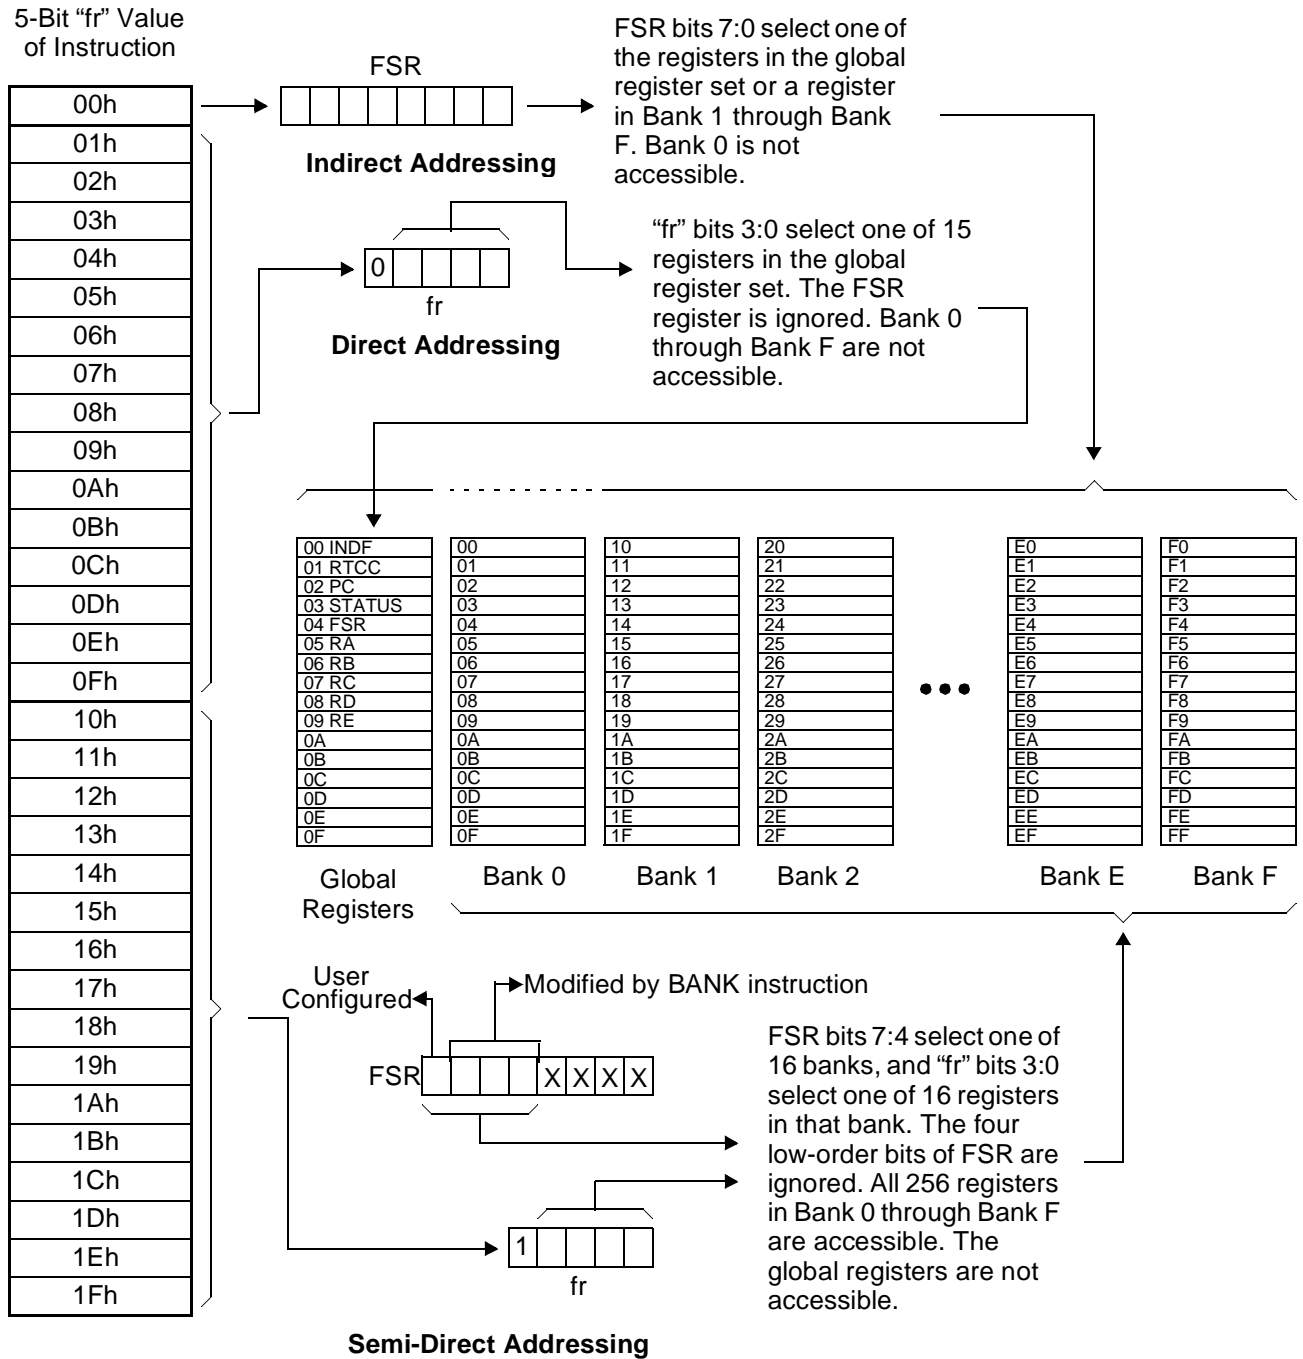 5-Bit “fr” Value
of Instruction
00h
01h
02h
03h
04h
05h
06h
07h
08h
09h
0Ah
0Bh
0Ch
0Dh
0Eh
0Fh
10h
11h
12h
13h
14h
15h
16h
17h
18h
19h
1Ah
1Bh
1Ch
1Dh
1Eh
1Fh
FSR
Indirect Addressing
FSR bits 7:0 select one of
the registers in the global
register set or a register
in Bank 1 through Bank
F. Bank 0 is not
accessible.
0
fr
Direct Addressing
“fr” bits 3:0 select one of 15
registers in the global
register set. The FSR
register is ignored. Bank 0
through Bank F are not
accessible.
00 INDF
01 RTCC
02 PC
03 STATUS
04 FSR
05 RA
06 RB
07 RC
08 RD
09 RE
0A
0B
0C
0D
0E
0F
Global
Registers
00
01
02
03
04
05
06
07
08
09
0A
0B
0C
0D
0E
0F
Bank 0
10
11
12
13
14
15
16
17
18
19
1A
1B
1C
1D
1E
1F
Bank 1
20
21
22
23
24
25
26
27
28
29
2A
2B
2C
2D
2E
2F
Bank 2
E0
E1
E2
E3
E4
E5
E6
E7
E8
E9
EA
EB
EC
ED
EE
EF
Bank E
F0
F1
F2
F3
F4
F5
F6
F7
F8
F9
FA
FB
FC
FD
FE
FF
Bank F
User
Configured
Modified by BANK instruction
FSR
X X X X
1
fr
FSR bits 7:4 select one of
16 banks, and “fr” bits 3:0
select one of 16 registers
in that bank. The four
low-order bits of FSR are
ignored. All 256 registers
in Bank 0 through Bank F
are accessible. The
global registers are not
accessible.
Semi-Direct Addressing